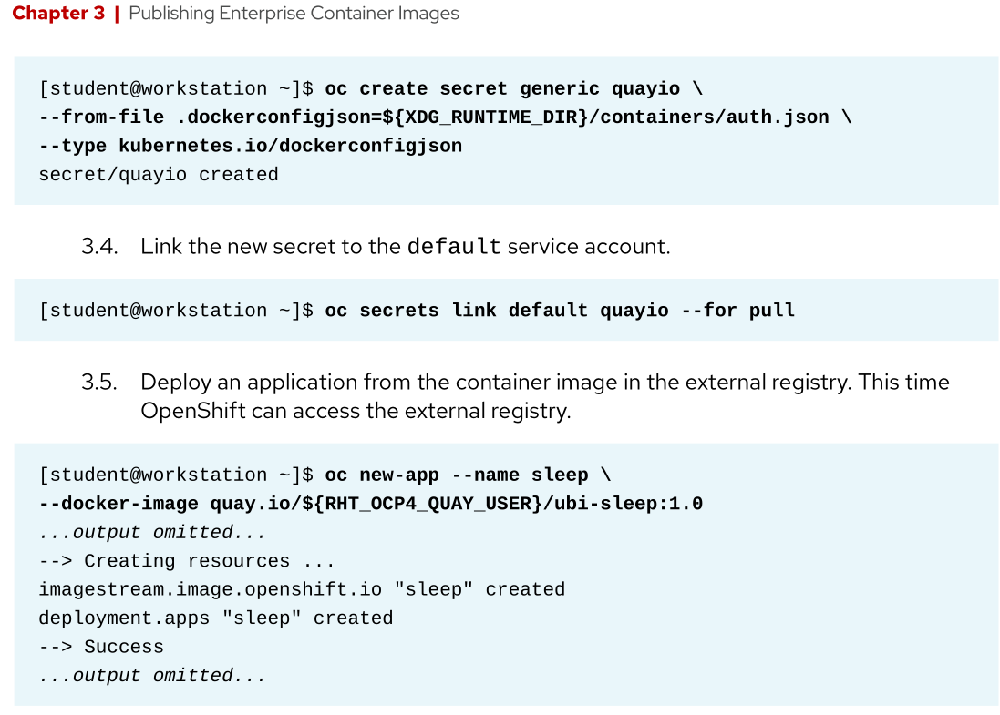 Chapter 3 | Publishing Enterprise Container Images
[student@workstation ~]$ oc create secret generic quayio \
--from-file .dockerconfigjson=${XDG_RUNTIME_DIR}/containers/auth.json \
--type kubernetes.io/dockerconfigjson
secret/quayio created
3.4. Link the new secret to the default service account.
[student@workstation ~]$ oc secrets link default quayio --for pull
3.5. Deploy an application from the container image in the external registry. This time
OpenShift can access the external registry.
[student@workstation ~]$ oc new-app --name sleep \
--docker-image quay.io/${RHT_OCP4_QUAY_USER}/ubi-sleep:1.0
...output omitted...
--> Creating resources ...
imagestream.image.openshift.io "sleep" created
deployment.apps "sleep" created
--> Success
...output omitted...